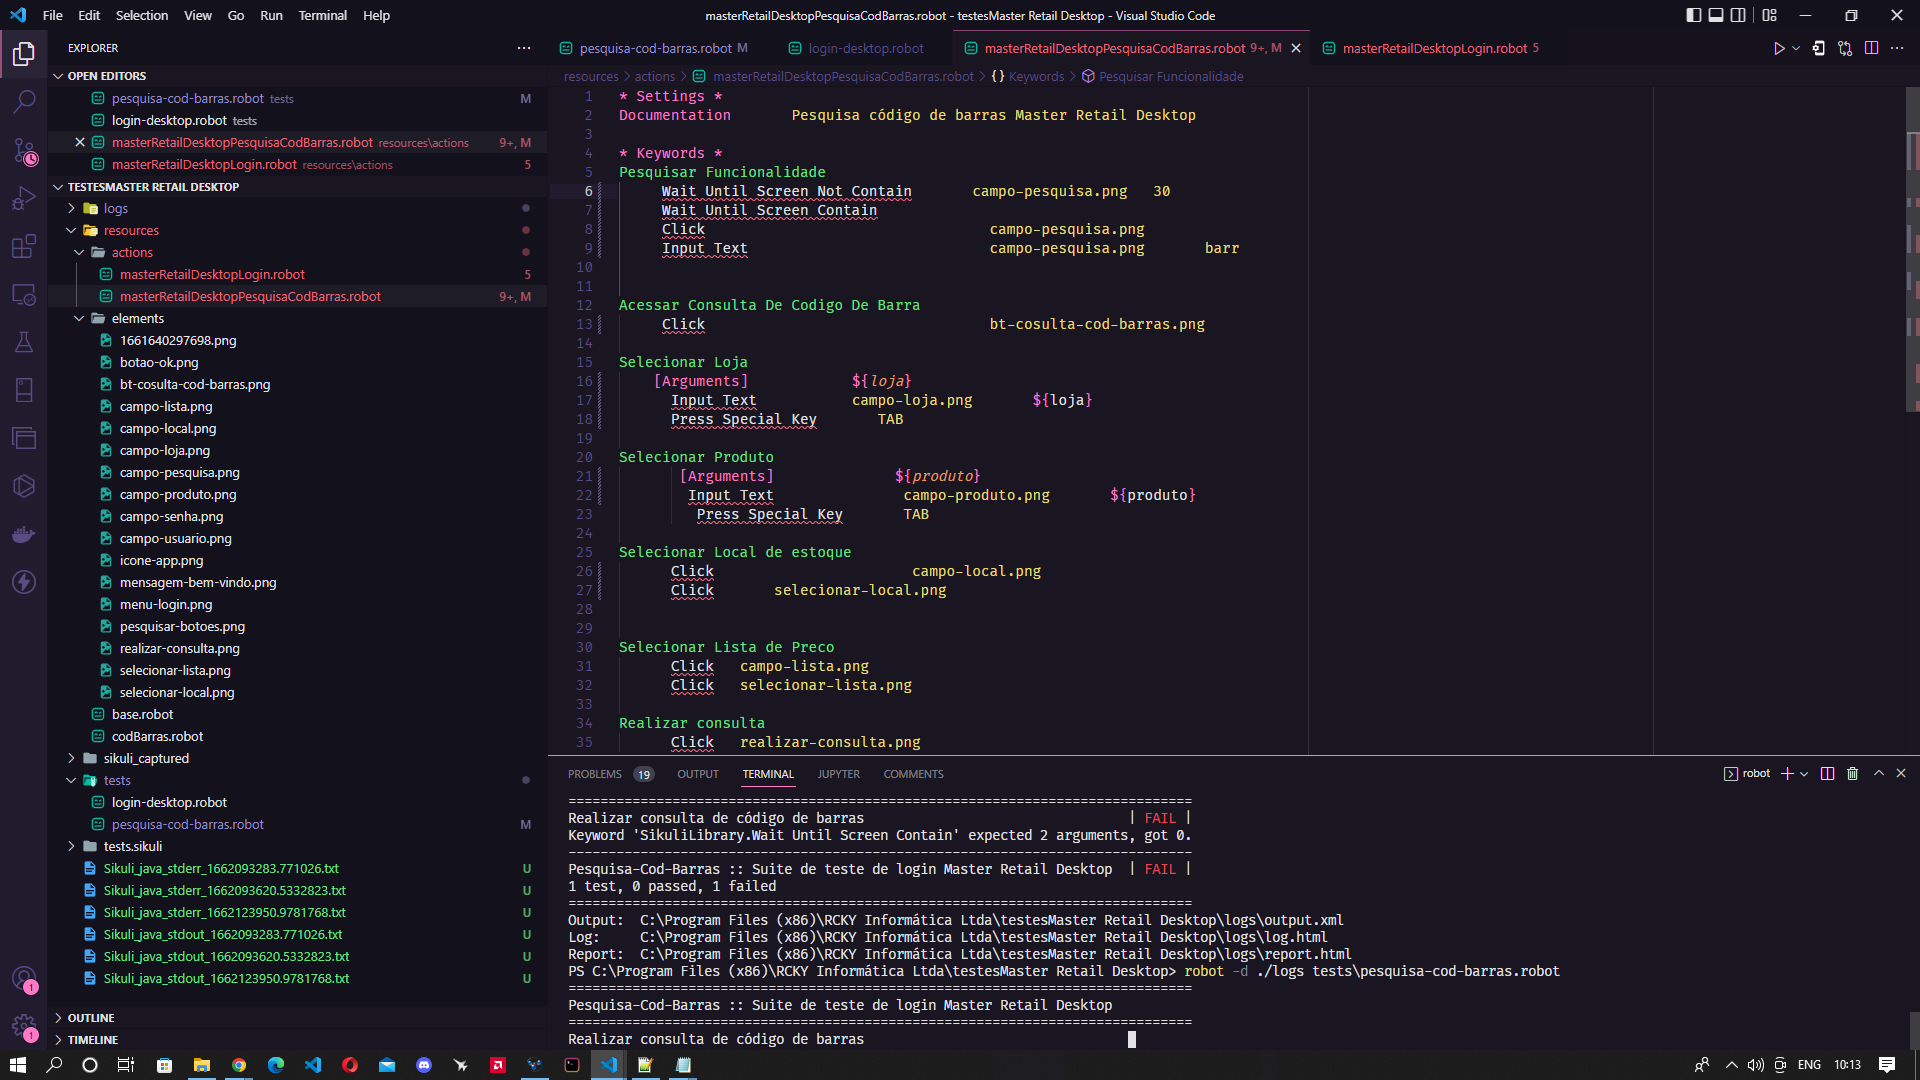 File Edit Selection View Go Run Terminal Help
masterRetailDesktopPesquisaCodBarras.robot - testesMaster Retail Desktop - Visual Studio Code
EXPLORER
OPEN EDITORS
pesquisa-cod-barras.robot tests M
login-desktop.robot tests
masterRetailDesktopPesquisaCodBarras.robot resources\actions 9+, M
masterRetailDesktopLogin.robot resources\actions 5
TESTESMASTER RETAIL DESKTOP
logs
resources
actions
masterRetailDesktopLogin.robot 5
masterRetailDesktopPesquisaCodBarras.robot 9+, M
elements
1661640297698.png
botao-ok.png
bt-cosulta-cod-barras.png
campo-lista.png
campo-local.png
campo-loja.png
campo-pesquisa.png
campo-produto.png
campo-senha.png
campo-usuario.png
icone-app.png
mensagem-bem-vindo.png
menu-login.png
pesquisar-botoes.png
realizar-consulta.png
selecionar-lista.png
selecionar-local.png
base.robot
codBarras.robot
sikuli_captured
tests
login-desktop.robot
pesquisa-cod-barras.robot M
tests.sikuli
Sikuli_java_stderr_1662093283.771026.txt U
Sikuli_java_stderr_1662093620.5332823.txt U
Sikuli_java_stderr_1662123950.9781768.txt U
Sikuli_java_stdout_1662093283.771026.txt U
Sikuli_java_stdout_1662093620.5332823.txt U
Sikuli_java_stdout_1662123950.9781768.txt U
OUTLINE
TIMELINE
1
1
pesquisa-cod-barras.robot M login-desktop.robot masterRetailDesktopPesquisaCodBarras.robot 9+, M masterRetailDesktopLogin.robot 5
resources > actions > masterRetailDesktopPesquisaCodBarras.robot > {} Keywords > Pesquisar Funcionalidade
1 * Settings *
2 Documentation Pesquisa código de barras Master Retail Desktop
3
4 * Keywords *
5 Pesquisar Funcionalidade
6 Wait Until Screen Not Contain campo-pesquisa.png 30
7 Wait Until Screen Contain
8 Click campo-pesquisa.png
9 Input Text campo-pesquisa.png barr
10
11
12 Acessar Consulta De Codigo De Barra
13 Click bt-cosulta-cod-barras.png
14
15 Selecionar Loja
16 [Arguments] ${loja}
17 Input Text campo-loja.png ${loja}
18 Press Special Key TAB
19
20 Selecionar Produto
21 [Arguments] ${produto}
22 Input Text campo-produto.png ${produto}
23 Press Special Key TAB
24
25 Selecionar Local de estoque
26 Click campo-local.png
27 Click selecionar-local.png
28
29
30 Selecionar Lista de Preco
31 Click campo-lista.png
32 Click selecionar-lista.png
33
34 Realizar consulta
35 Click realizar-consulta.png
PROBLEMS 19 OUTPUT TERMINAL JUPYTER COMMENTS robot
==============================================================================
Realizar consulta de código de barras | FAIL |
Keyword 'SikuliLibrary.Wait Until Screen Contain' expected 2 arguments, got 0.
------------------------------------------------------------------------------
Pesquisa-Cod-Barras :: Suite de teste de login Master Retail Desktop | FAIL |
1 test, 0 passed, 1 failed
==============================================================================
Output: C:\Program Files (x86)\RCKY Informática Ltda\testesMaster Retail Desktop\logs\output.xml
Log: C:\Program Files (x86)\RCKY Informática Ltda\testesMaster Retail Desktop\logs\log.html
Report: C:\Program Files (x86)\RCKY Informática Ltda\testesMaster Retail Desktop\logs\report.html
PS C:\Program Files (x86)\RCKY Informática Ltda\testesMaster Retail Desktop> robot -d ./logs tests\pesquisa-cod-barras.robot
==============================================================================
Pesquisa-Cod-Barras :: Suite de teste de login Master Retail Desktop
==============================================================================
Realizar consulta de código de barras
ENG 10:13